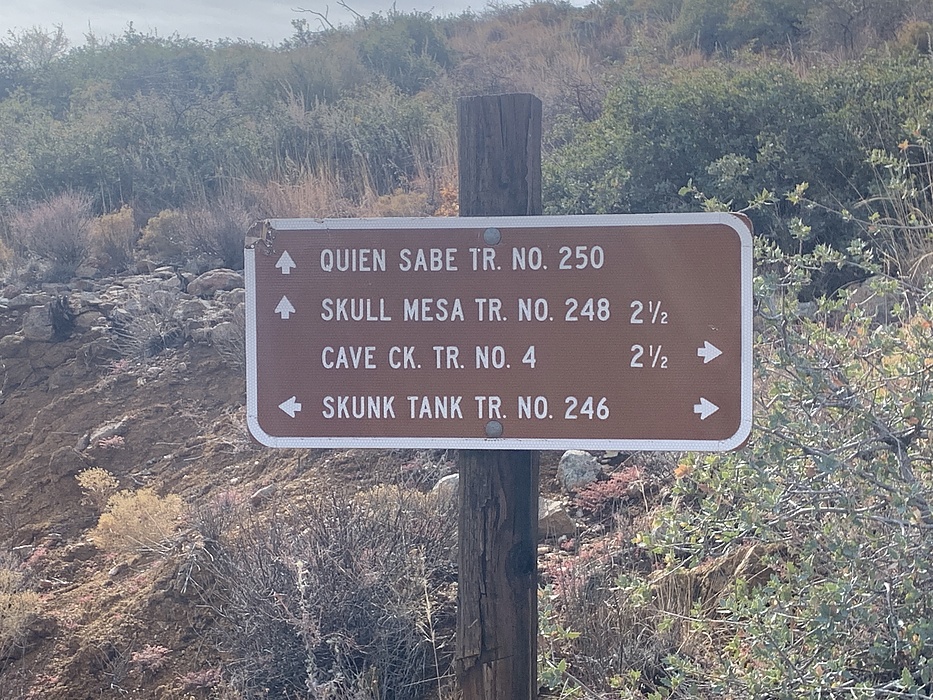 ↑ QUIEN SABE TR. NO. 250
↑ SKULL MESA TR. NO. 248 2½
CAVE CK. TR. NO. 4 2½ →
← SKUNK TANK TR. NO. 246 →